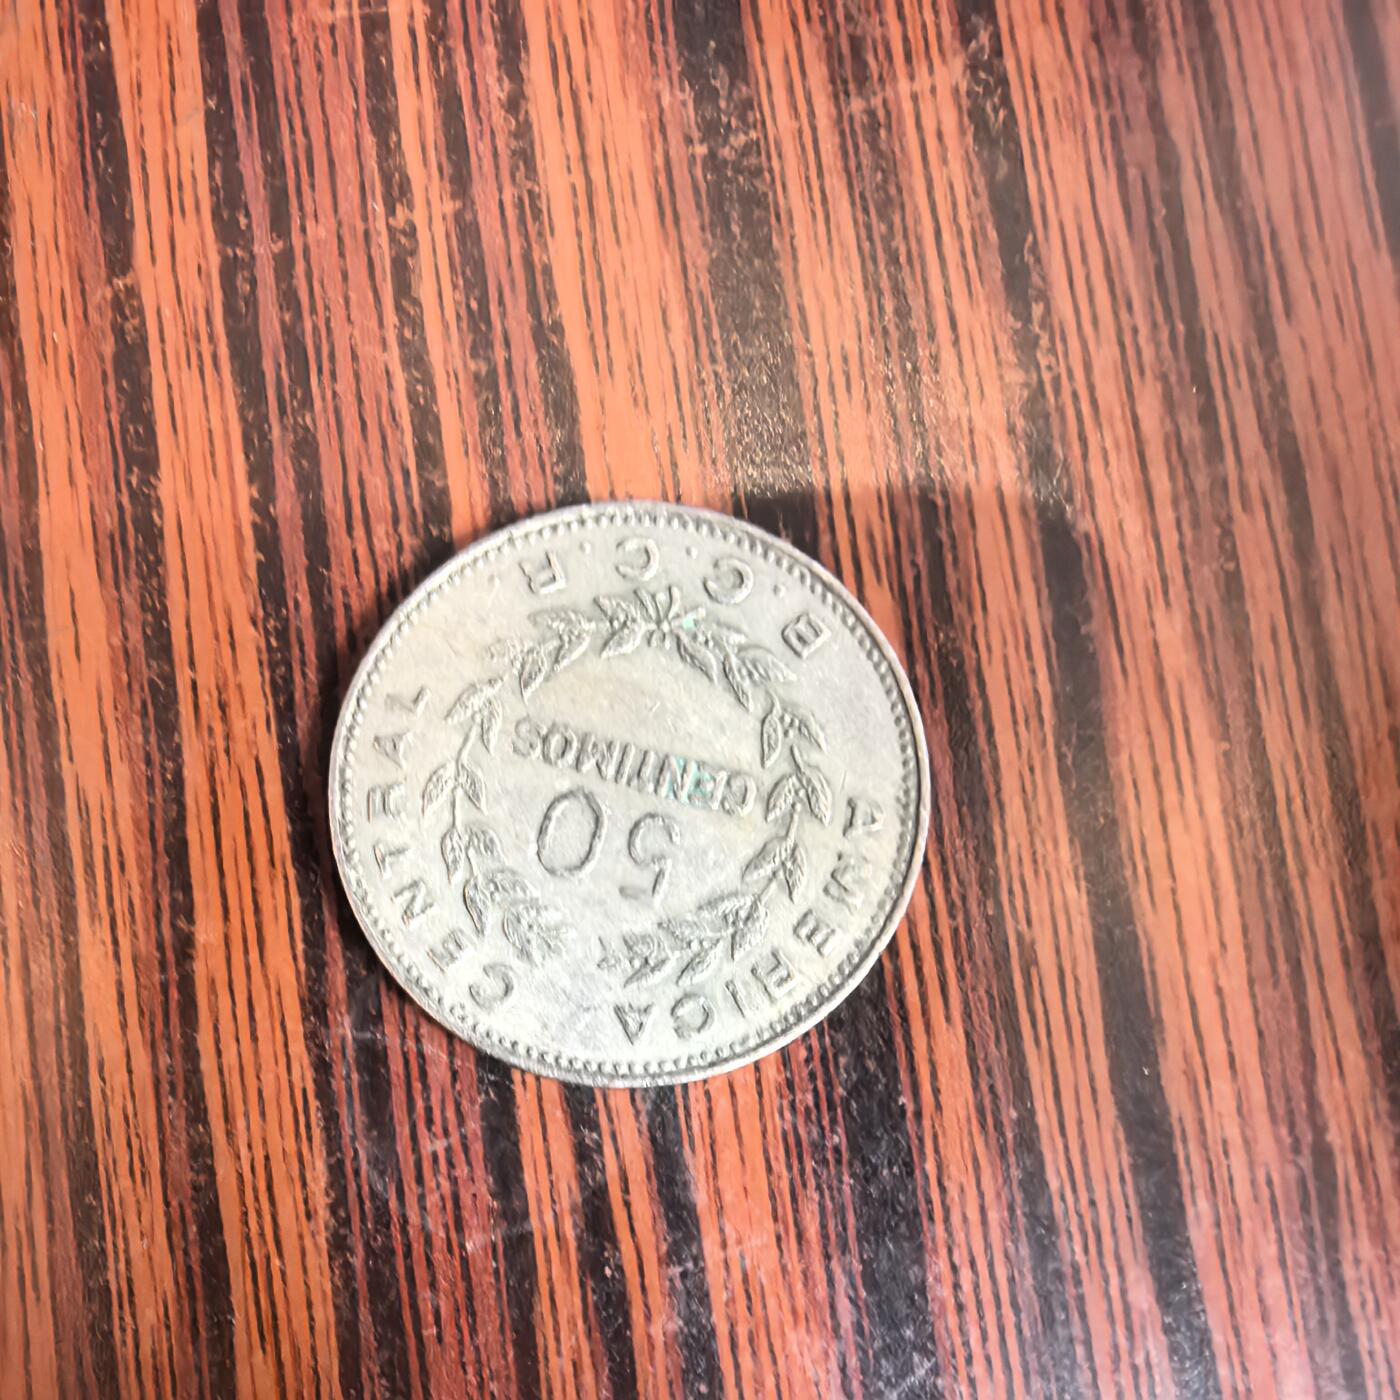 AMERICA CENTRAL
50
CENTIMOS
B.C.C.R.